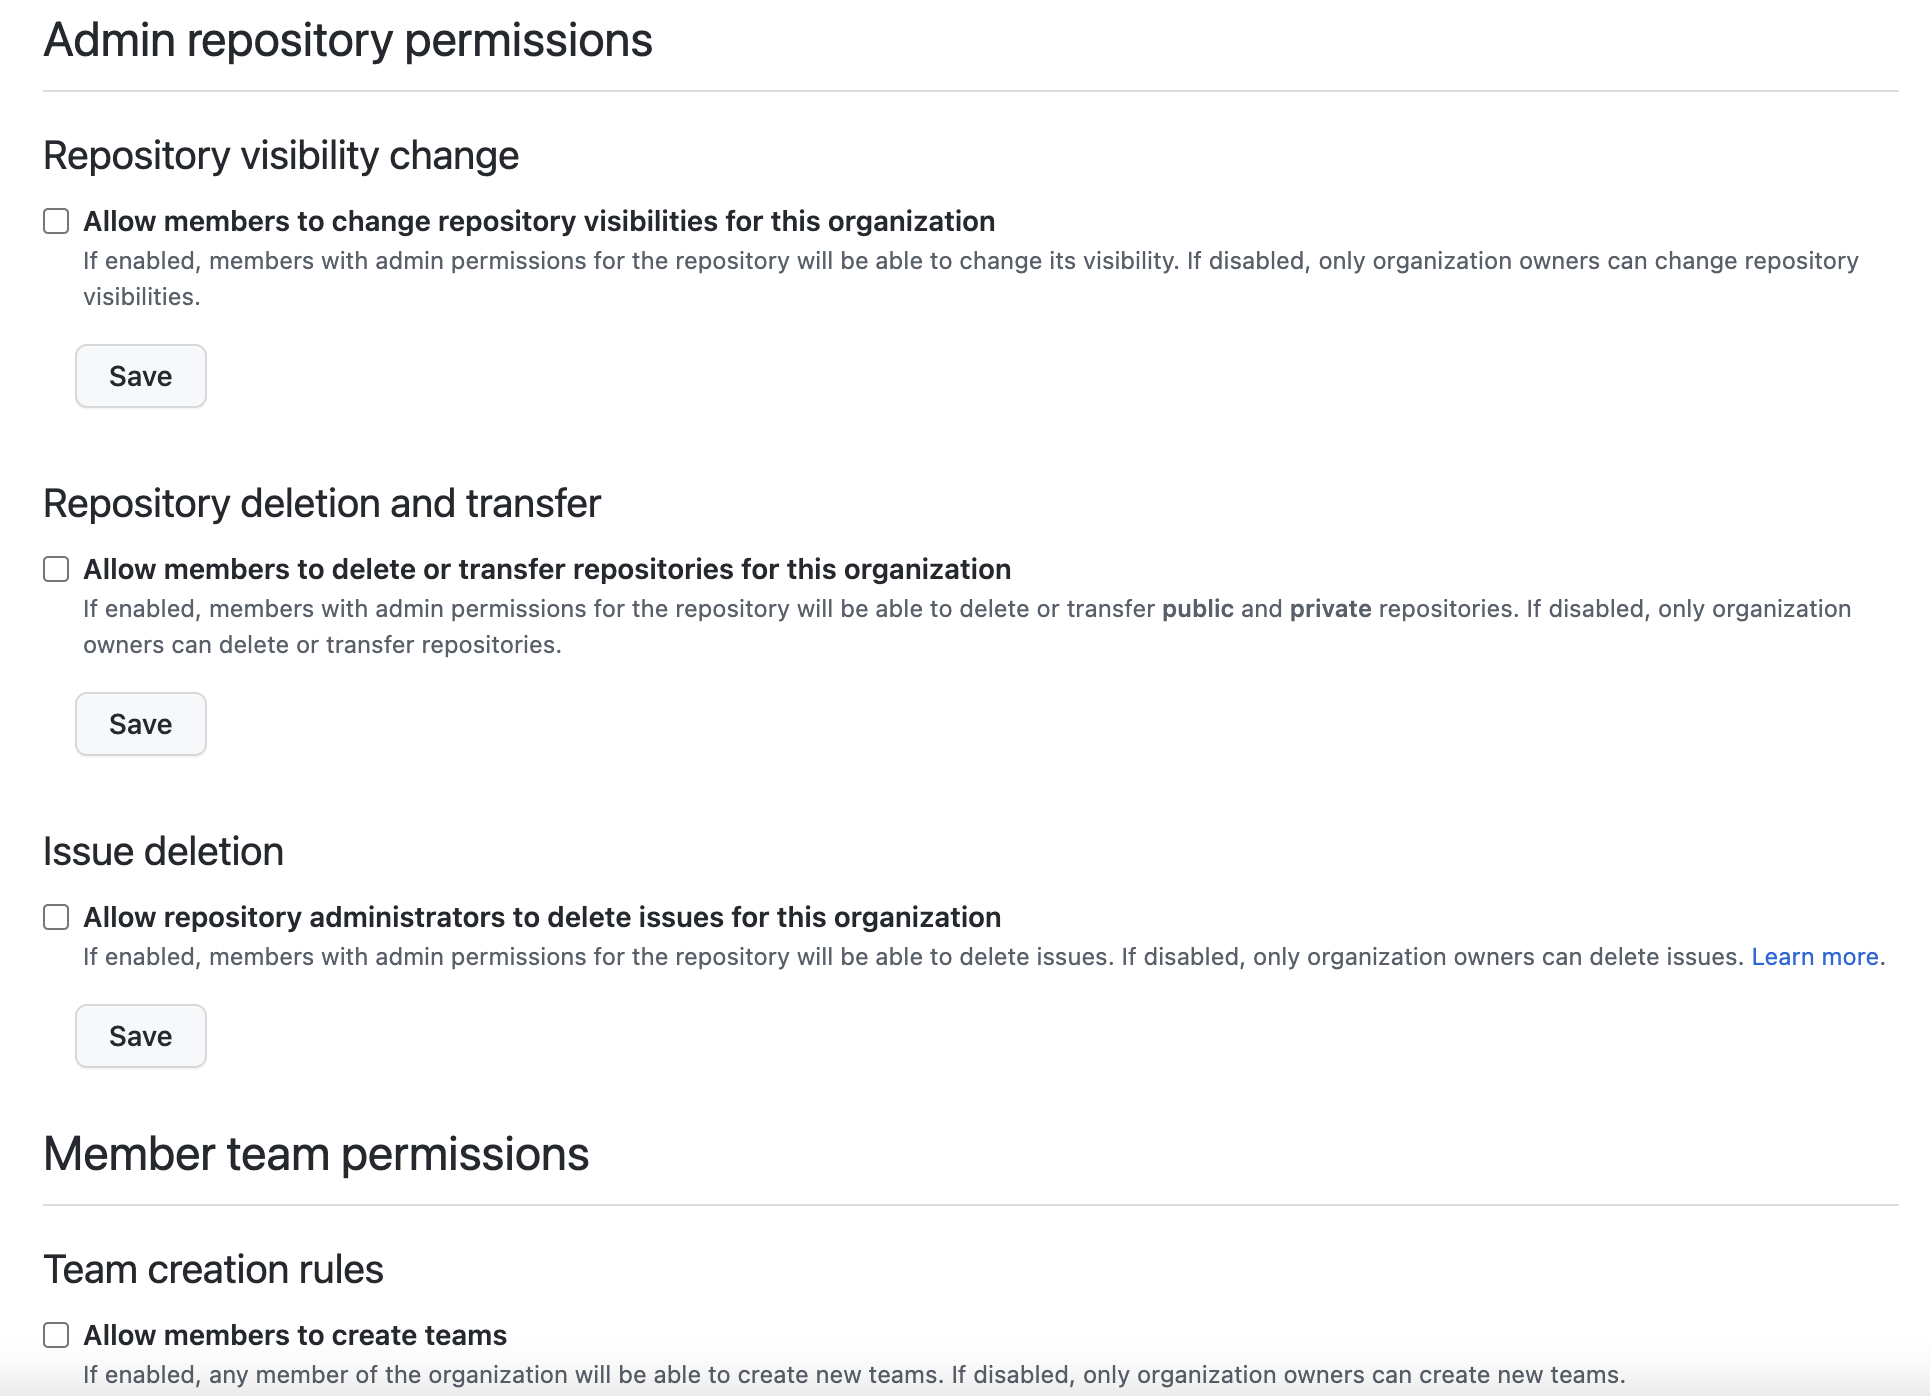 Admin repository permissions
Repository visibility change
Allow members to change repository visibilities for this organization
If enabled, members with admin permissions for the repository will be able to change its visibility. If disabled, only organization owners can change repository
visibilities.
Save
Repository deletion and transfer
Allow members to delete or transfer repositories for this organization
If enabled, members with admin permissions for the repository will be able to delete or transfer public and private repositories. If disabled, only organization
owners can delete or transfer repositories.
Save
Issue deletion
Allow repository administrators to delete issues for this organization
If enabled, members with admin permissions for the repository will be able to delete issues. If disabled, only organization owners can delete issues. Learn more.
Save
Member team permissions
Team creation rules
Allow members to create teams
If enabled, any member of the organization will be able to create new teams. If disabled, only organization owners can create new teams.